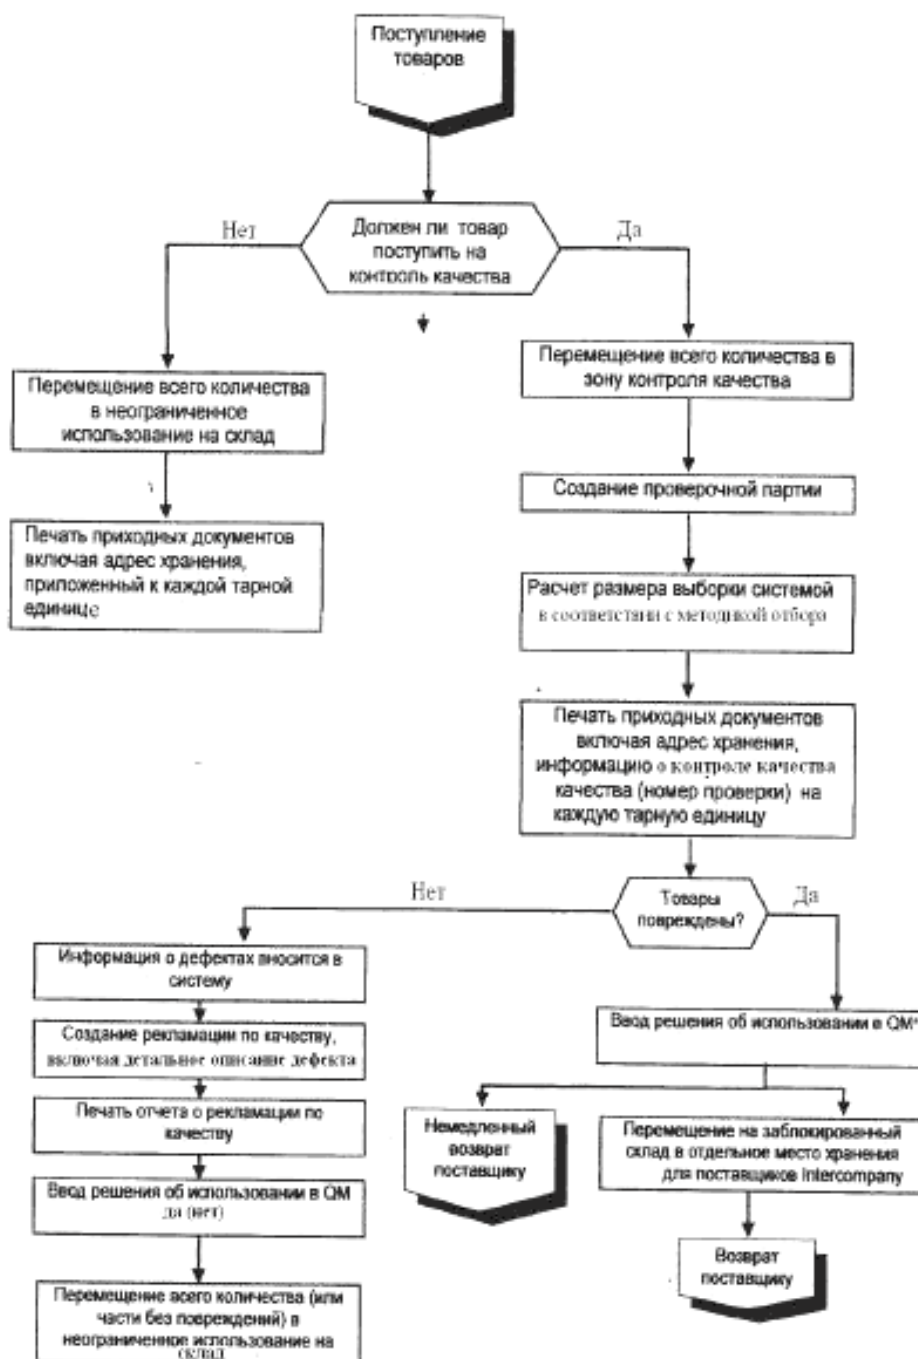 Поступление
товаров
Нет
Должен ли товар
поступить на
контроль качества
Да
Перемещение всего количества
в неограниченное
использование на склад
Перемещение всего количества в
зону контроля качества
Создание проверочной партии
Печать приходных документов
включая адрес хранения,
приложенный к каждой тарной
единице
Расчет размера выборки системой
в соответствии с методикой отбора
Печать приходных документов
включая адрес хранения,
информацию о контроле качества
качества (номер проверки) на
каждую тарную единицу
Нет
Товары
повреждены?
Да
Информация о дефектах вносится в
систему
Создание рекламации по качеству,
включая детальное описание дефекта
Печать отчета о рекламации по
качеству
Ввод решения об использовании в QM
да (нет)
Перемещение всего количества (или
части без повреждений) в
неограниченное использование на
склад
Ввод решения об использовании в QM*
Немедленный
возврат
поставщику
Перемещение на заблокированный
склад в отдельное место хранения
для поставщиков Intercompany
Возврат
поставщику